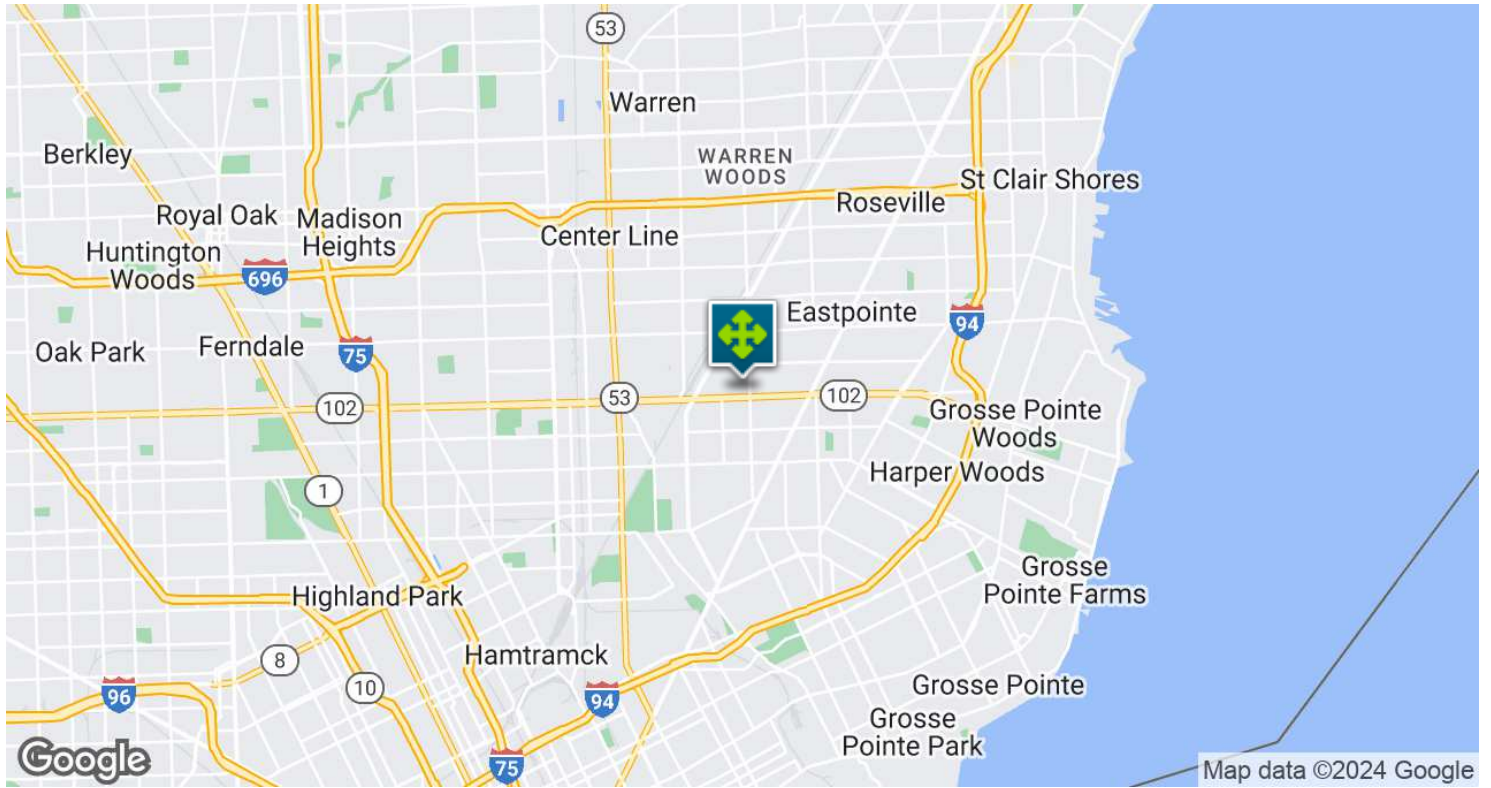 53
Warren
Berkley
WARREN
WOODS
St Clair Shores
Royal Oak
Madison
Heights
Roseville
Huntington
Woods
Center Line
696
Eastpointe
94
Oak Park
Ferndale
75
102
53
102
Grosse Pointe
Woods
Harper Woods
1
Highland Park
Grosse
Pointe Farms
8
Hamtramck
10
96
94
Grosse Pointe
Grosse
Pointe Park
75
Google
Map data ©2024 Google